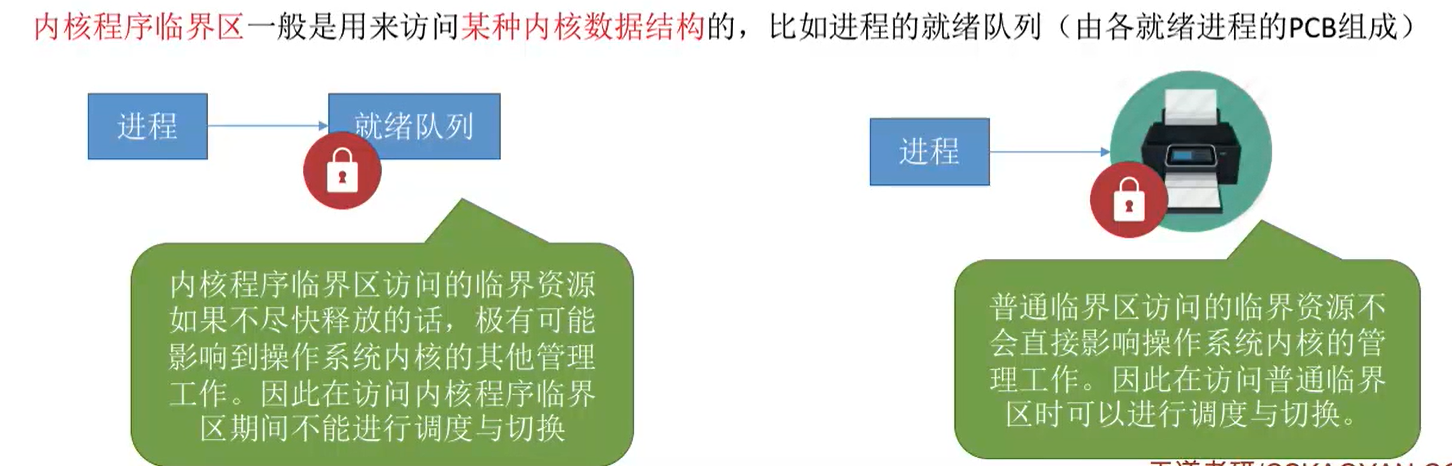 内核程序临界区一般是用来访问某种内核数据结构的，比如进程的就绪队列（由各就绪进程的PCB组成）
进程
就绪队列
进程
内核程序临界区访问的临界资源
如果不尽快释放的话，极有可能
影响到操作系统内核的其他管理
工作。因此在访问内核程序临界
区期间不能进行调度与切换
普通临界区访问的临界资源不
会直接影响操作系统内核的管
理工作。因此在访问普通临界
区时可以进行调度与切换。